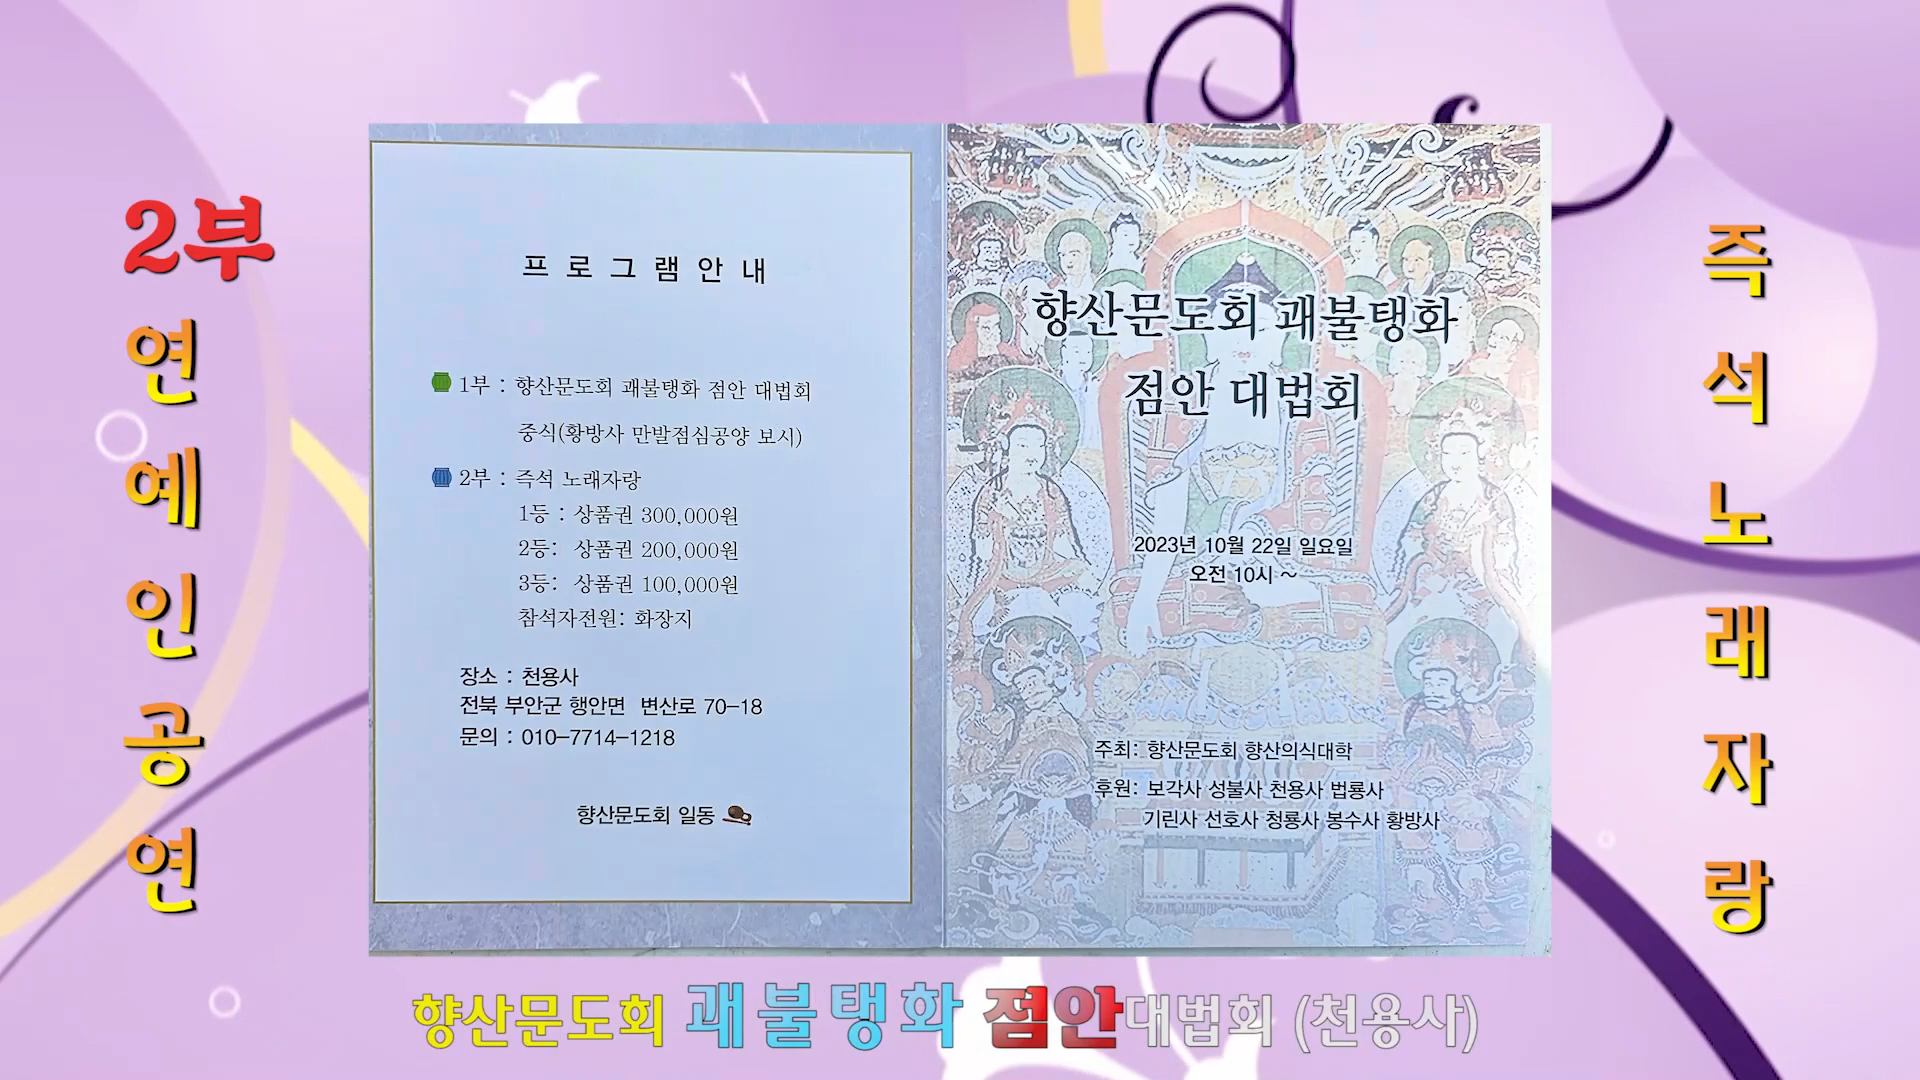 2부
연예인공연
프로그램안내
1부 : 향산문도회 괘불탱화 점안 대법회
중식(황방사 만발점심공양 보시)
2부 : 즉석 노래자랑
1등 : 상품권 300,000원
2등: 상품권 200,000원
3등: 상품권 100,000원
참석자전원: 화장지
장소 : 천용사
전북 부안군 행안면 변산로 70-18
문의 : 010-7714-1218
향산문도회 일동
향산문도회 괘불탱화
점안 대법회
2023년 10월 22일 일요일
오전 10시 ~
주최: 향산문도회 향산의식대학
후원: 보각사 성불사 천용사 법륭사
기린사 선호사 청룡사 봉수사 황방사
즉석노래자랑
향산문도회 괘불탱화 점안대법회 (천용사)